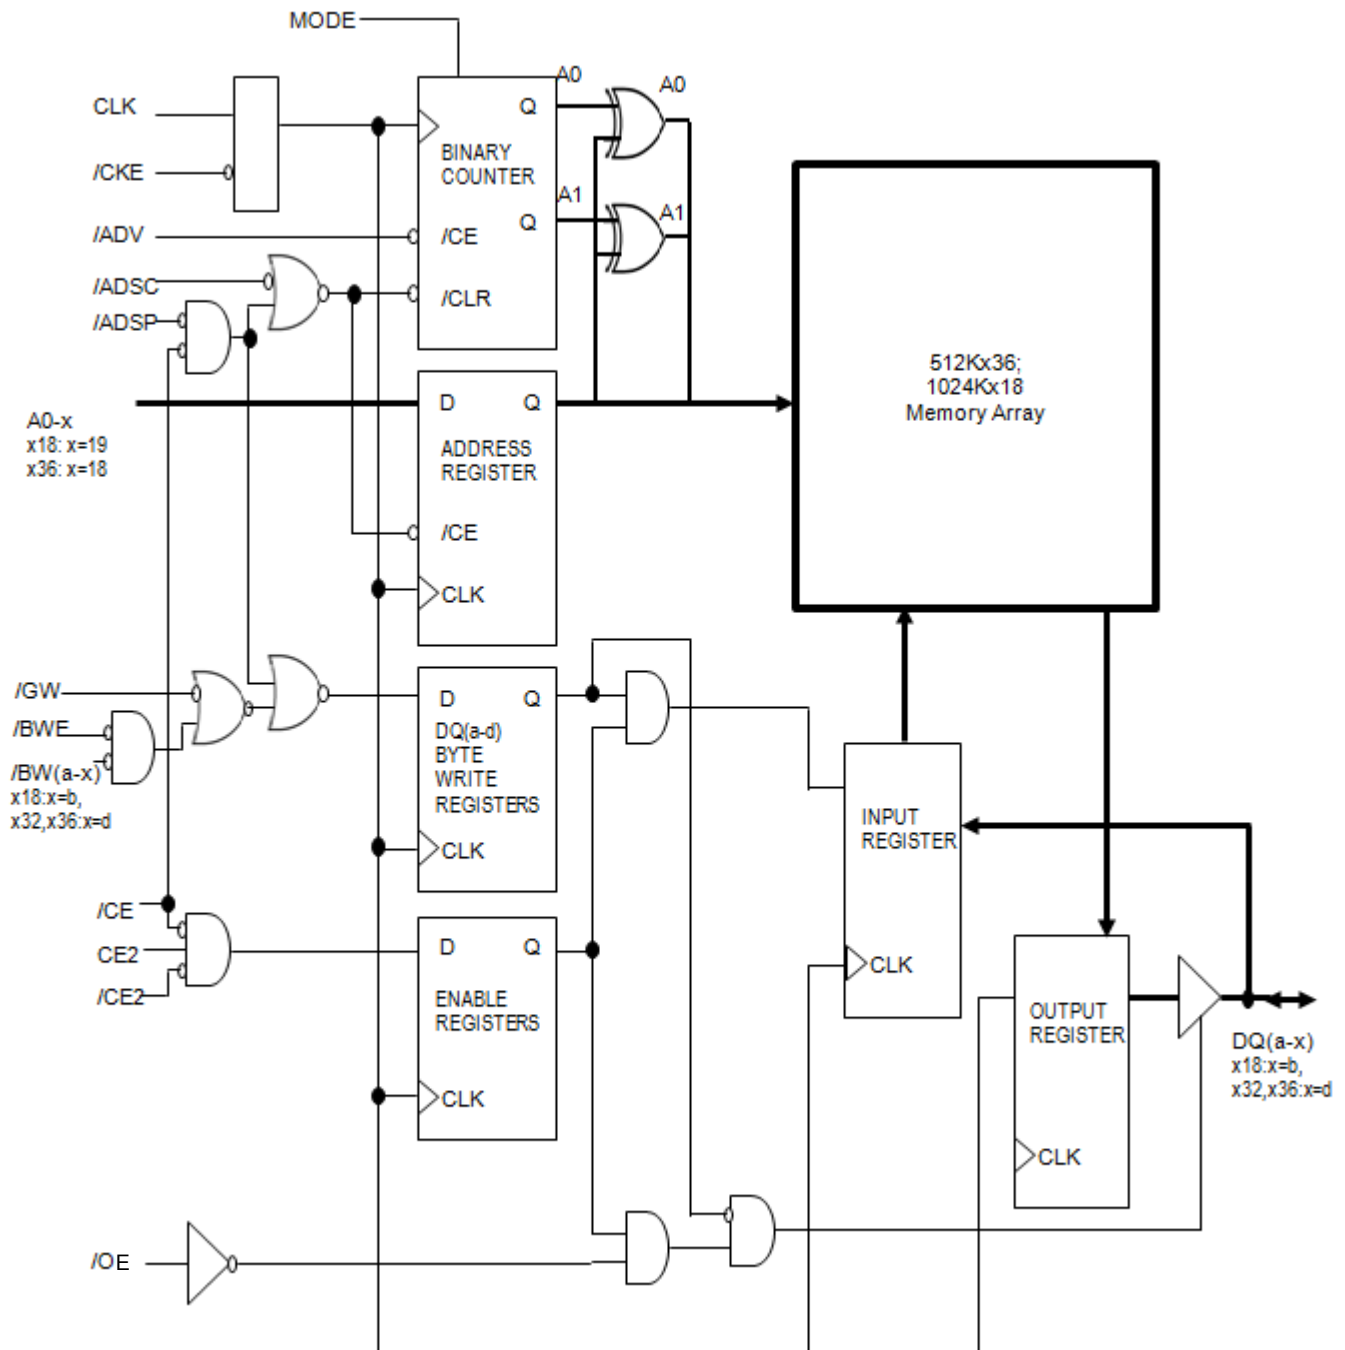 MODE
CLK
/CKE
/ADV
/ADSC
/ADSP
A0-x
x18: x=19
x36: x=18
/GW
/BWE
/BW(a-x)
x18:x=b,
x32,x36:x=d
/CE
CE2
/CE2
/OE
Q
BINARY
COUNTER
Q
/CE
/CLR
A0
A0
A1
A1
D Q
ADDRESS
REGISTER
/CE
CLK
D Q
DQ(a-d)
BYTE
WRITE
REGISTERS
CLK
D Q
ENABLE
REGISTERS
CLK
512Kx36;
1024Kx18
Memory Array
INPUT
REGISTER
CLK
OUTPUT
REGISTER
CLK
DQ(a-x)
x18:x=b,
x32,x36:x=d